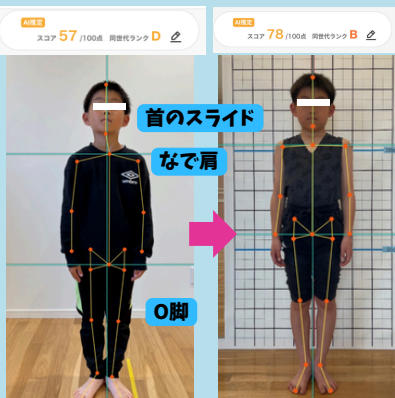 AI推定
スコア 57 /100点 同世代ランク D
AI推定
スコア 78 /100点 同世代ランク B
首のスライド
なで肩
O脚
umbro